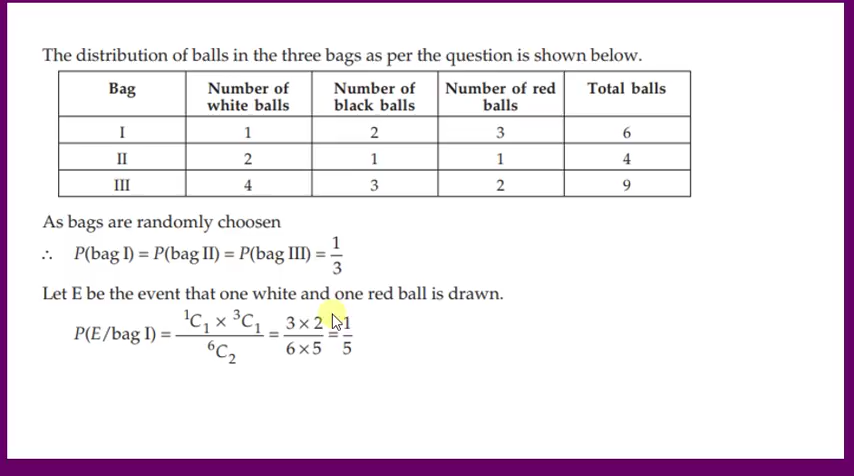 The distribution of balls in the three bags as per the question is shown below.
Bag Number of white balls Number of black balls Number of red balls Total balls
I 1 2 3 6
II 2 1 1 4
III 4 3 2 9
As bags are randomly choosen
∴ P(bag I) = P(bag II) = P(bag III) = 1/3
Let E be the event that one white and one red ball is drawn.
P(E/bag I) = (¹C₁ × ³C₁)/⁶C₂ = (3 × 2)/(6 × 5) = 1/5